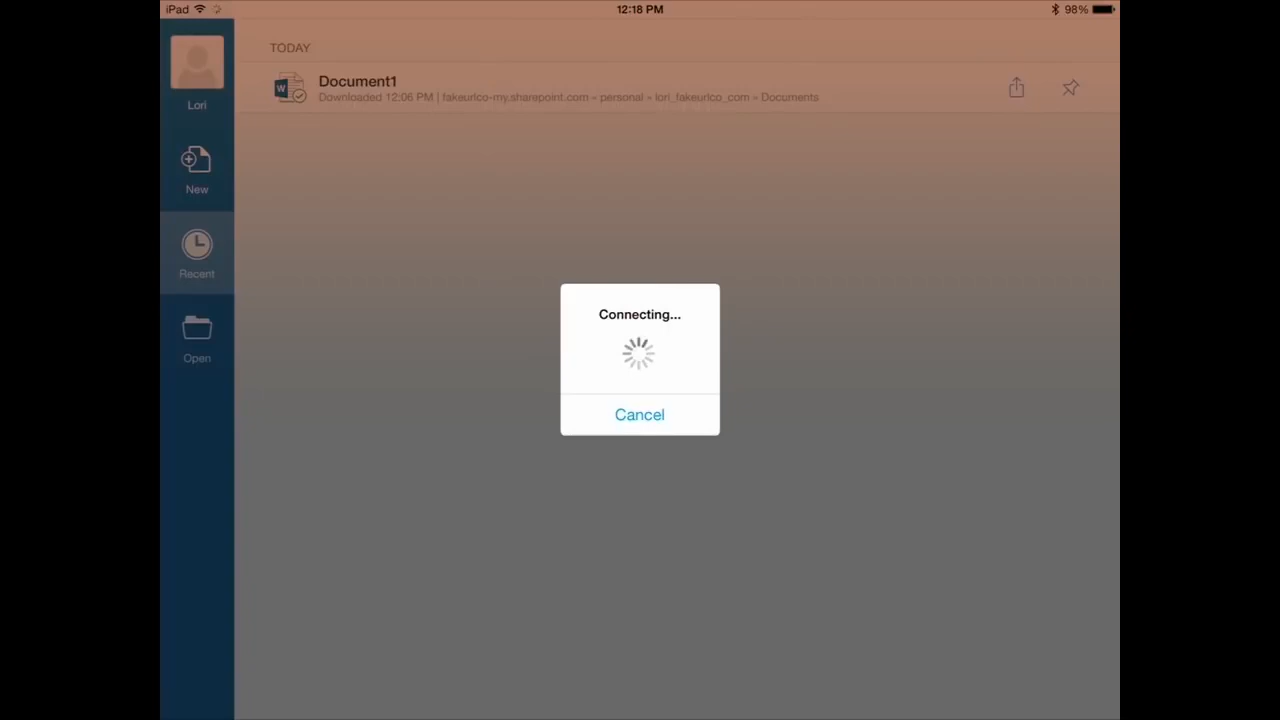 iPad
12:18 PM
98%
Lori
New
Recent
Open
TODAY
W
Document1
Downloaded 12:06 PM | fakeurlco-my.sharepoint.com » personal » lori_fakeurlco_com » Documents
Connecting...
Cancel